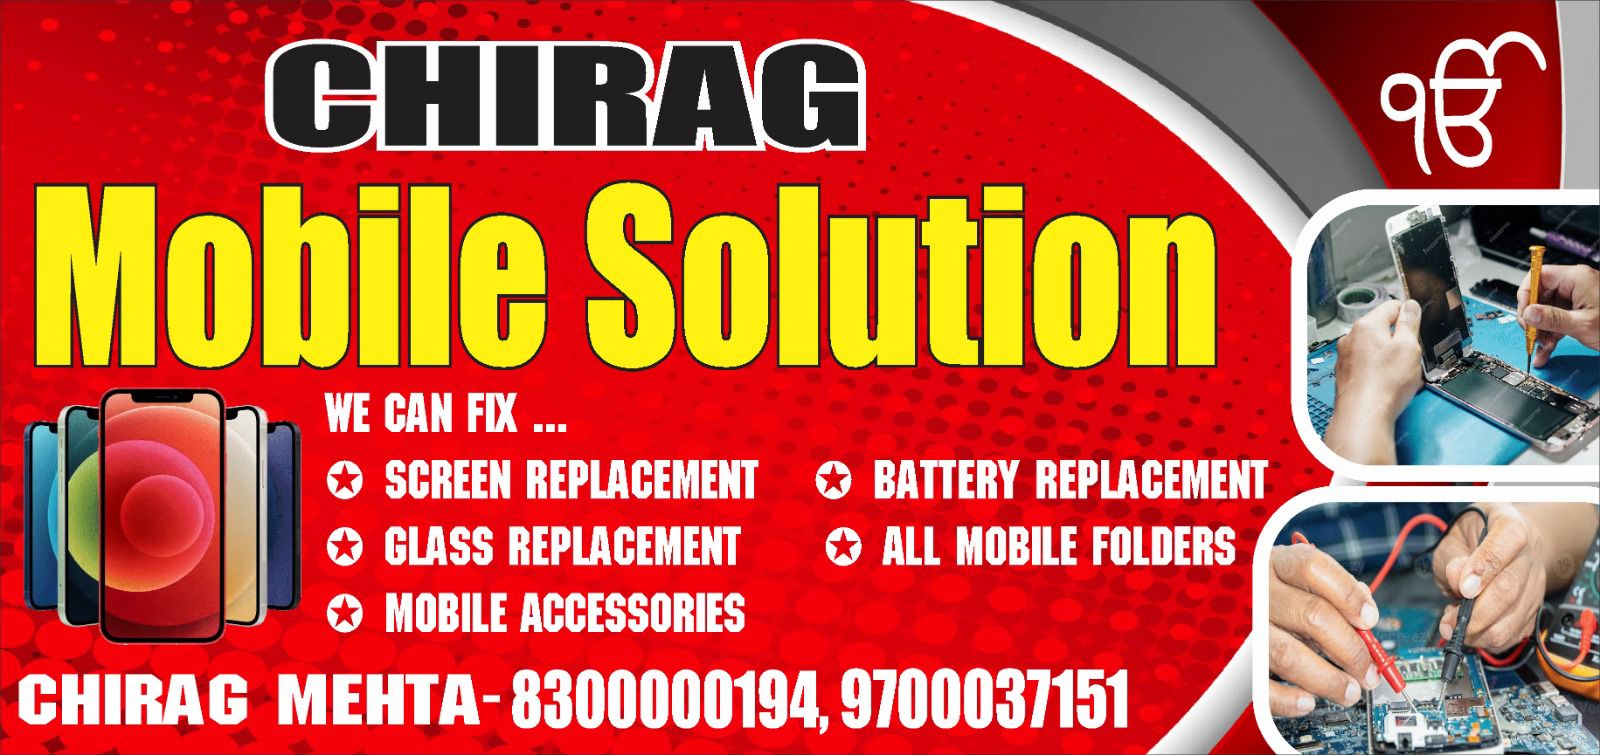 CHIRAG
ੴ
Mobile Solution
WE CAN FIX ...
SCREEN REPLACEMENT
BATTERY REPLACEMENT
GLASS REPLACEMENT
ALL MOBILE FOLDERS
MOBILE ACCESSORIES
CHIRAG MEHTA- 8300000194, 9700037151